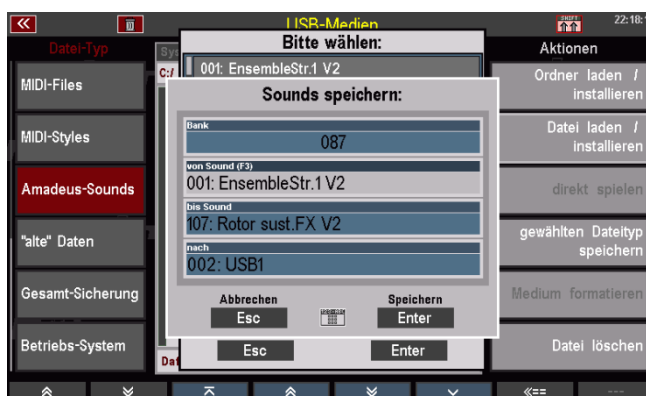 USB-Medien
SHIFT
22:18:
Datei-Typ
Sys
Bitte wählen:
Aktionen
C:/
001: EnsembleStr.1 V2
MIDI-Files
MIDI-Styles
Amadeus-Sounds
"alte" Daten
Gesamt-Sicherung
Betriebs-System
Sounds speichern:
Bank
087
von Sound (F3)
001: EnsembleStr.1 V2
bis Sound
107: Rotor sust.FX V2
nach
002: USB1
Abbrechen
Esc
Speichern
Enter
Esc
Enter
Dat
Ordner laden /
installieren
Datei laden /
installieren
direkt spielen
gewählten Dateityp
speichern
Medium formatieren
Datei löschen
«==
---